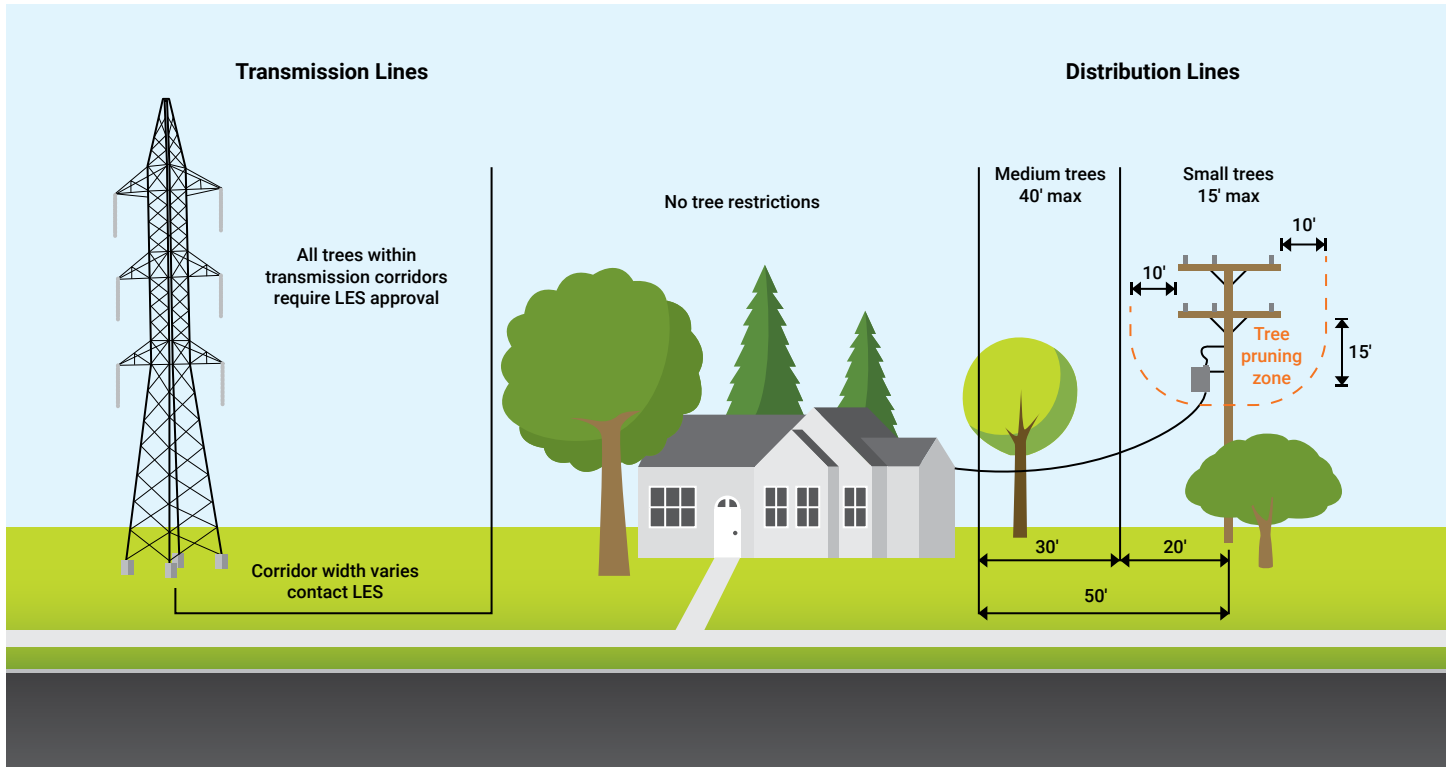 Transmission Lines
Distribution Lines
All trees within
transmission corridors
require LES approval
No tree restrictions
Medium trees
40' max
Small trees
15' max
10'
10'
Tree
pruning
zone
15'
Corridor width varies
contact LES
30'
20'
50'